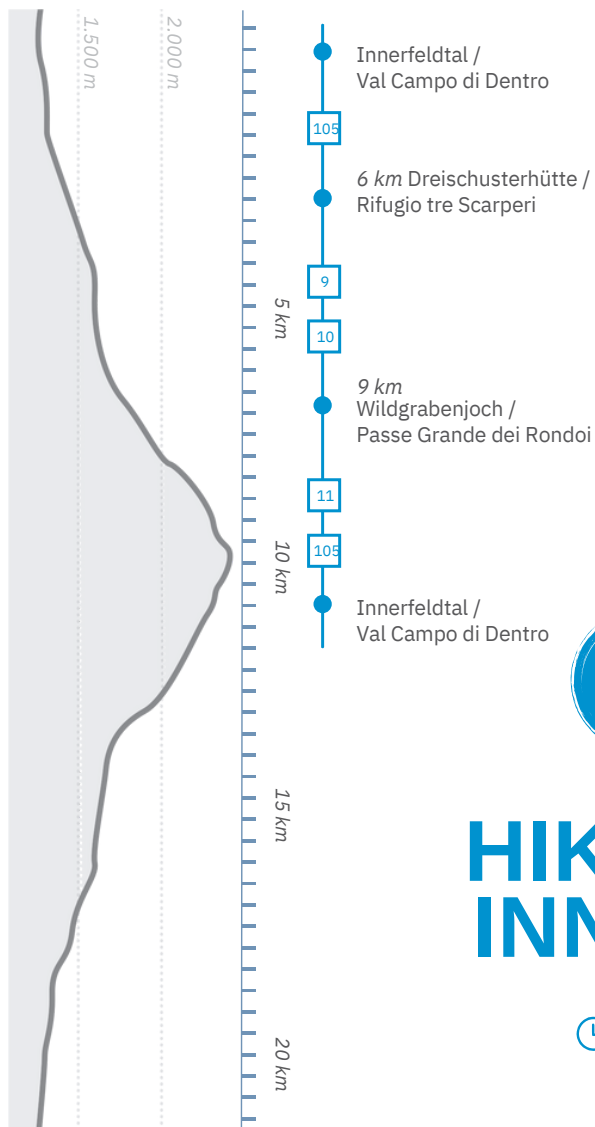 1.500 m
2.000 m
5 km
10 km
15 km
20 km
Innerfeldtal /
Val Campo di Dentro
105
6 km Dreischusterhütte /
Rifugio tre Scarperi
9
10
9 km
Wildgrabenjoch /
Passe Grande dei Rondoi
11
105
Innerfeldtal /
Val Campo di Dentro
HIK
INN